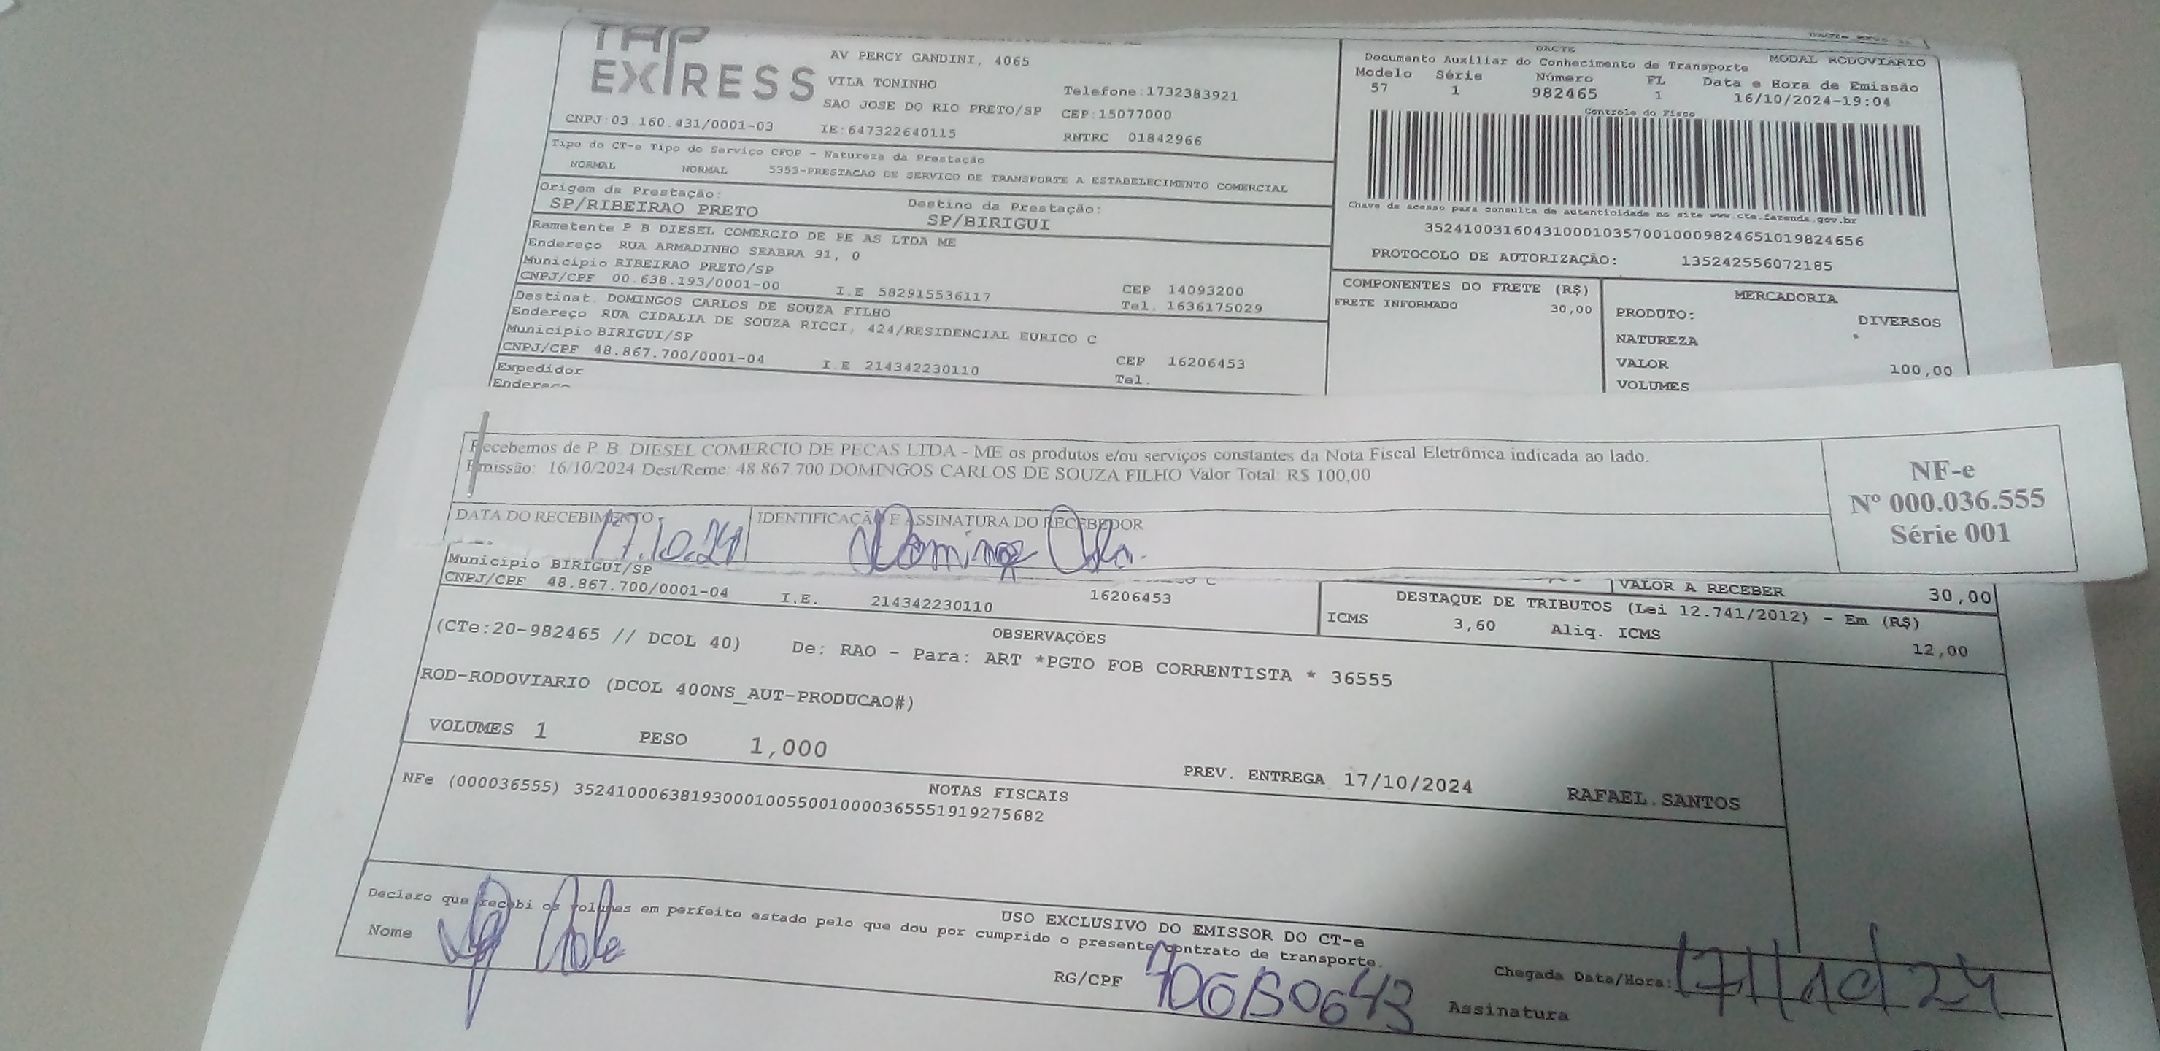 TAP
EXPRESS
AV PERCY GANDINI, 4065
VILA TONINHO
SAO JOSE DO RIO PRETO/SP
Telefone:1732383921
CEP:15077000
CNPJ:03.160.431/0001-03 IE:647322640115 RNTRC 01842966
Tipo do CT-e Tipo do Serviço CFOP - Natureza da Prestação
NORMAL NORMAL 5353-PRESTACAO DE SERVICO DE TRANSPORTE A ESTABELECIMENTO COMERCIAL
Origem da Prestação: Destino da Prestação:
SP/RIBEIRAO PRETO SP/BIRIGUI
Remetente P B DIESEL COMERCIO DE PE AS LTDA ME
Endereço RUA ARMADINHO SEABRA 91, 0
Município RIBEIRAO PRETO/SP CEP 14093200
CNPJ/CPF 00.638.193/0001-00 I.E 582915536117 Tel. 1636175029
Destinat. DOMINGOS CARLOS DE SOUZA FILHO
Endereço RUA CIDALIA DE SOUZA RICCI, 424/RESIDENCIAL EURICO C
Município BIRIGUI/SP CEP 16206453
CNPJ/CPF 48.867.700/0001-04 I.E 214342230110 Tel.
Expedidor
Endereço
DACTE
Documento Auxiliar do Conhecimento de Transporte MODAL RODOVIARIO
Modelo Série Número FL Data e Hora de Emissão
57 1 982465 1 16/10/2024-19:04
Controle do Fisco
Chave de acesso para consulta de autenticidade no site www.cte.fazenda.gov.br
35241003160431000103570010009824651019824656
PROTOCOLO DE AUTORIZAÇÃO: 135242556072185
COMPONENTES DO FRETE (R$)
FRETE INFORMADO 30,00
MERCADORIA
PRODUTO: DIVERSOS
NATUREZA
VALOR 100,00
VOLUMES
Recebemos de P. B. DIESEL COMERCIO DE PECAS LTDA - ME os produtos e/ou serviços constantes da Nota Fiscal Eletrônica indicada ao lado.
Emissão: 16/10/2024 Dest/Reme: 48.867.700 DOMINGOS CARLOS DE SOUZA FILHO Valor Total: R$ 100,00
DATA DO RECEBIMENTO IDENTIFICAÇÃO E ASSINATURA DO RECEBEDOR
17.10.24
NF-e
Nº 000.036.555
Série 001
Município BIRIGUI/SP
CNPJ/CPF 48.867.700/0001-04 I.E. 214342230110 16206453
VALOR A RECEBER 30,00
DESTAQUE DE TRIBUTOS (Lei 12.741/2012) - Em (R$)
ICMS 3,60 Aliq. ICMS 12,00
OBSERVAÇÕES
(CTe:20-982465 // DCOL 40) De: RAO - Para: ART *PGTO FOB CORRENTISTA * 36555
ROD-RODOVIARIO (DCOL 400NS_AUT-PRODUCAO#)
VOLUMES 1 PESO 1,000 PREV. ENTREGA 17/10/2024 RAFAEL.SANTOS
NOTAS FISCAIS
NFe (000036555) 35241000638193000100550010000365551919275682
USO EXCLUSIVO DO EMISSOR DO CT-e
Declaro que recebi os volumes em perfeito estado pelo que dou por cumprido o presente contrato de transporte.
Nome RG/CPF Chegada Data/Hora: 17/10/24
Assinatura